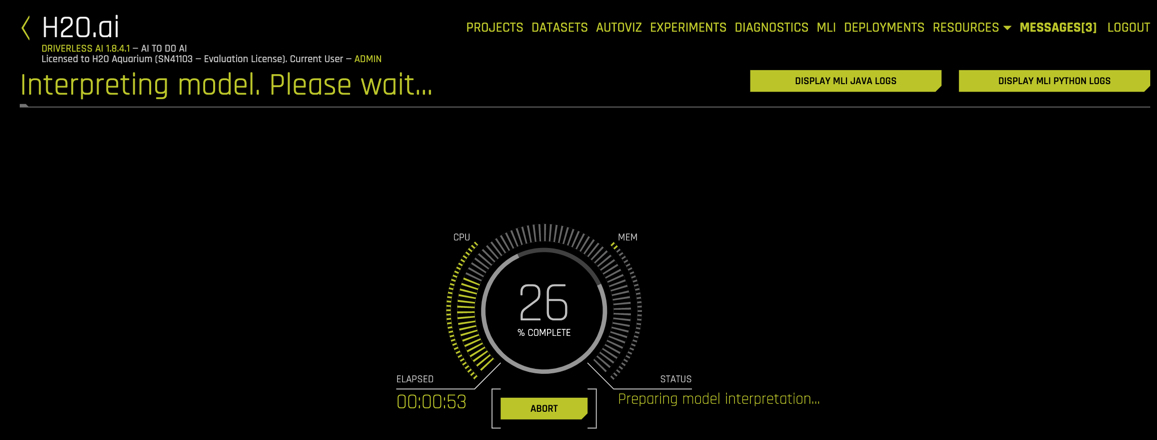 H2O.ai
PROJECTS DATASETS AUTOVIZ EXPERIMENTS DIAGNOSTICS MLI DEPLOYMENTS RESOURCES MESSAGES[3] LOGOUT
DRIVERLESS AI 1.8.4.1 — AI TO DO AI
Licensed to H2O Aquarium (SN41103 — Evaluation License). Current User — ADMIN
Interpreting model. Please wait...
DISPLAY MLI JAVA LOGS
DISPLAY MLI PYTHON LOGS
CPU
MEM
26
% COMPLETE
ELAPSED
00:00:53
ABORT
STATUS
Preparing model interpretation...